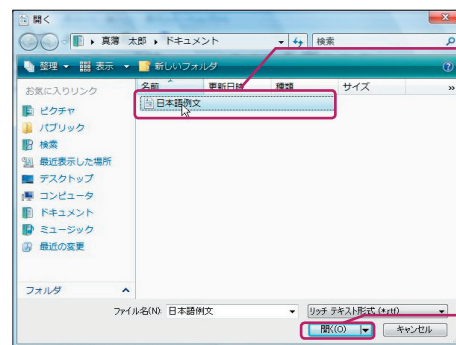 開く
真薄 太郎 ▸ ドキュメント 検索
整理 表示 新しいフォルダ
お気に入りリンク
名前 更新日時 種類 サイズ »
日本語例文
ピクチャ
パブリック
検索
最近表示した場所
デスクトップ
コンピュータ
ドキュメント
ミュージック
最近の変更
フォルダ
ファイル名(N): 日本語例文 リッチ テキスト形式 (*.rtf)
開く(O) キャンセル